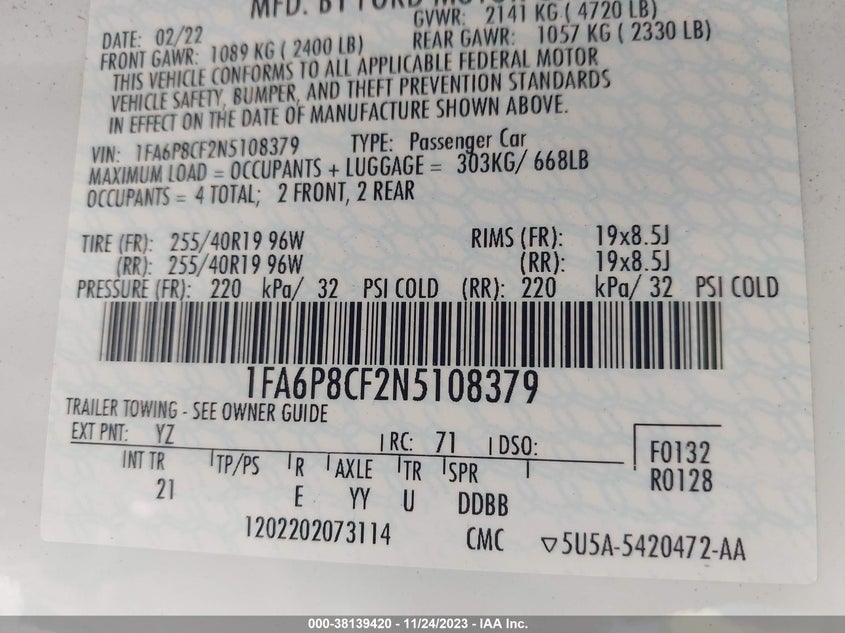 MFD. BY FORD MOTOR
GVWR: 2141 KG ( 4720 LB)
DATE: 02/22
FRONT GAWR: 1089 KG ( 2400 LB) REAR GAWR: 1057 KG ( 2330 LB)
THIS VEHICLE CONFORMS TO ALL APPLICABLE FEDERAL MOTOR
VEHICLE SAFETY, BUMPER, AND THEFT PREVENTION STANDARDS
IN EFFECT ON THE DATE OF MANUFACTURE SHOWN ABOVE.
VIN: 1FA6P8CF2N5108379 TYPE: Passenger Car
MAXIMUM LOAD = OCCUPANTS + LUGGAGE = 303KG/ 668LB
OCCUPANTS = 4 TOTAL; 2 FRONT, 2 REAR
TIRE (FR): 255/40R19 96W RIMS (FR): 19x8.5J
(RR): 255/40R19 96W (RR): 19x8.5J
PRESSURE (FR): 220 kPa/ 32 PSI COLD (RR): 220 kPa/ 32 PSI COLD
1FA6P8CF2N5108379
TRAILER TOWING - SEE OWNER GUIDE
EXT PNT: YZ RC: 71 DSO:
F0132
INT TR TP/PS R AXLE TR SPR
R0128
21 E YY U DDBB
1202202073114 CMC ▽5U5A-5420472-AA
000-38139420 - 11/24/2023 - IAA Inc.